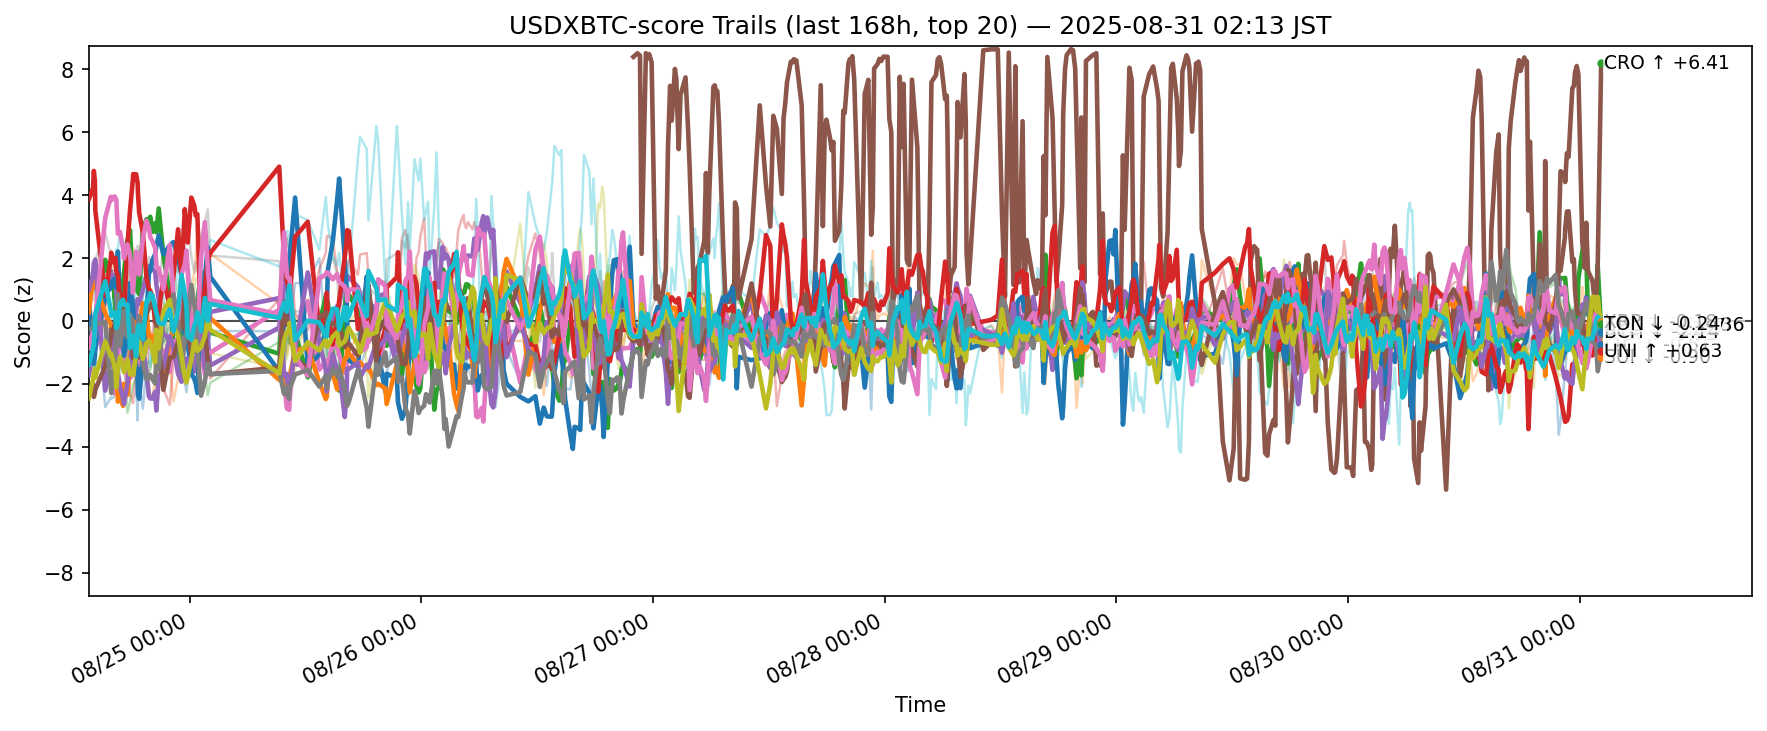 USDXBTC-score Trails (last 168h, top 20) — 2025-08-31 02:13 JST
Score (z)
8
6
4
2
0
−2
−4
−6
−8
CRO ↑ +6.41
TON ↓ -0.24
UNI ↑ +0.63
08/25 00:00
08/26 00:00
08/27 00:00
08/28 00:00
08/29 00:00
08/30 00:00
08/31 00:00
Time